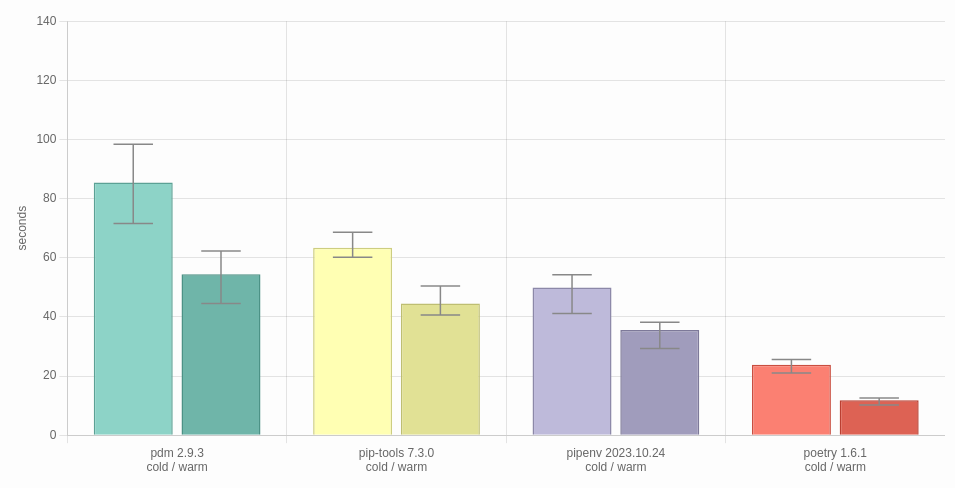 140
120
100
80
60
40
20
0
seconds
pdm 2.9.3
cold / warm
pip-tools 7.3.0
cold / warm
pipenv 2023.10.24
cold / warm
poetry 1.6.1
cold / warm